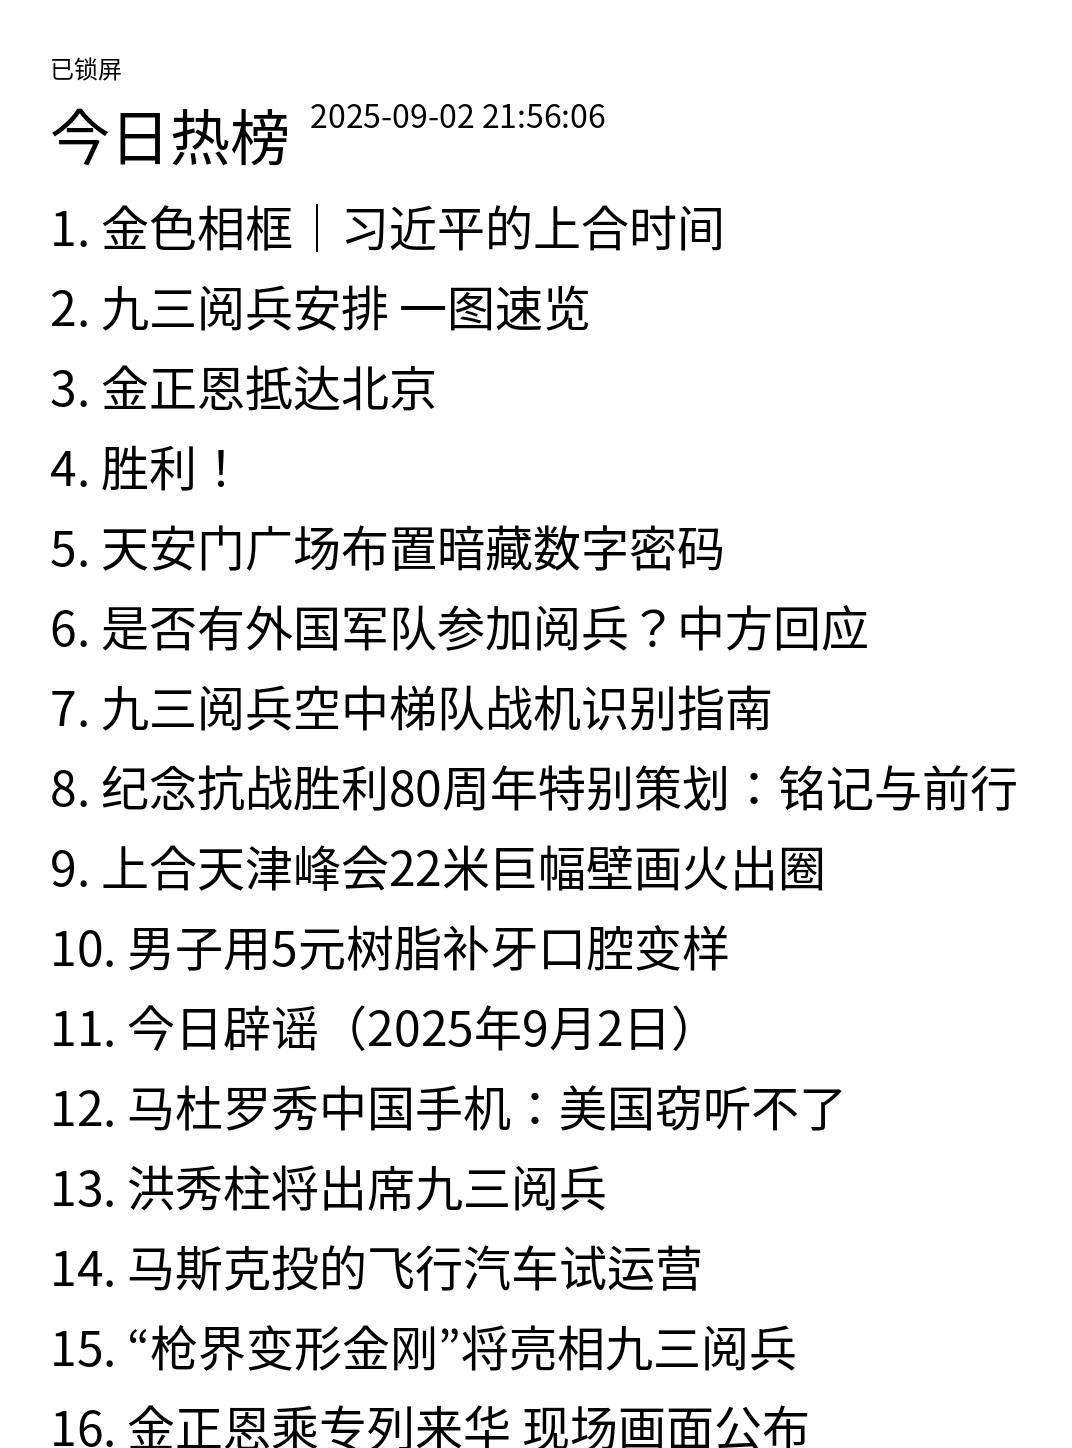 已锁屏
今日热榜 2025-09-02 21:56:06
1. 金色相框｜习近平的上合时间
2. 九三阅兵安排 一图速览
3. 金正恩抵达北京
4. 胜利！
5. 天安门广场布置暗藏数字密码
6. 是否有外国军队参加阅兵？中方回应
7. 九三阅兵空中梯队战机识别指南
8. 纪念抗战胜利80周年特别策划：铭记与前行
9. 上合天津峰会22米巨幅壁画火出圈
10. 男子用5元树脂补牙口腔变样
11. 今日辟谣（2025年9月2日）
12. 马杜罗秀中国手机：美国窃听不了
13. 洪秀柱将出席九三阅兵
14. 马斯克投的飞行汽车试运营
15. “枪界变形金刚”将亮相九三阅兵
16. 金正恩乘专列来华 现场画面公布